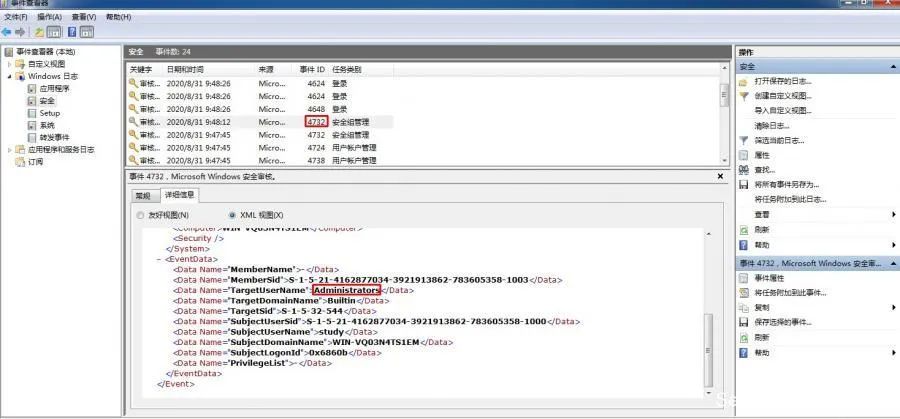 事件查看器
文件(F) 操作(A) 查看(V) 帮助(H)
事件查看器 (本地)
自定义视图
Windows 日志
应用程序
安全
Setup
系统
转发事件
应用程序和服务日志
订阅
安全 事件数: 24
关键字 日期和时间 来源 事件 ID 任务类别
审核... 2020/8/31 9:48:26 Micro... 4624 登录
审核... 2020/8/31 9:48:26 Micro... 4624 登录
审核... 2020/8/31 9:48:26 Micro... 4648 登录
审核... 2020/8/31 9:48:12 Micro... 4732 安全组管理
审核... 2020/8/31 9:47:45 Micro... 4732 安全组管理
审核... 2020/8/31 9:47:45 Micro... 4724 用户帐户管理
审核... 2020/8/31 9:47:45 Micro... 4738 用户帐户管理
事件 4732，Microsoft Windows 安全审核。
常规 详细信息
友好视图(N) XML 视图(X)
<Computer>WIN-VQ03N4TS1EM</Computer>
<Security />
</System>
- <EventData>
<Data Name="MemberName">-</Data>
<Data Name="MemberSid">S-1-5-21-4162877034-3921913862-783605358-1003</Data>
<Data Name="TargetUserName">Administrators</Data>
<Data Name="TargetDomainName">Builtin</Data>
<Data Name="TargetSid">S-1-5-32-544</Data>
<Data Name="SubjectUserSid">S-1-5-21-4162877034-3921913862-783605358-1000</Data>
<Data Name="SubjectUserName">study</Data>
<Data Name="SubjectDomainName">WIN-VQ03N4TS1EM</Data>
<Data Name="SubjectLogonId">0x6860b</Data>
<Data Name="PrivilegeList">-</Data>
</EventData>
</Event>
操作
安全
打开保存的日志...
创建自定义视图...
导入自定义视图...
清除日志...
筛选当前日志...
属性
查找...
将所有事件另存为...
将任务附加到此日志...
查看
刷新
帮助
事件 4732，Microsoft Windows 安全审...
事件属性
将任务附加到此事件...
复制
保存选择的事件...
刷新
帮助